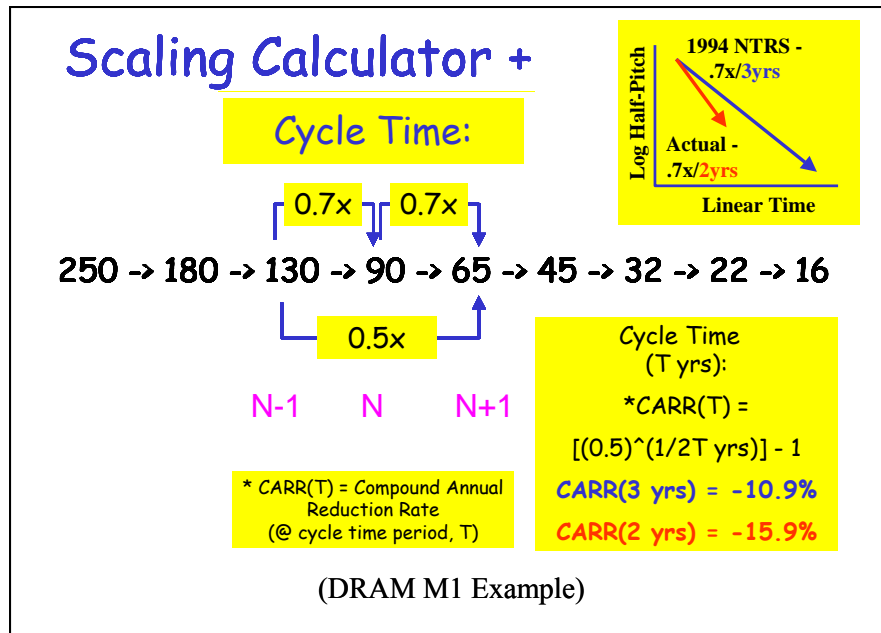 Scaling Calculator +
Cycle Time:
1994 NTRS -
.7x/3yrs
Log Half-Pitch
Actual -
.7x/2yrs
Linear Time
0.7x
0.7x
250 -> 180 -> 130 -> 90 -> 65 -> 45 -> 32 -> 22 -> 16
0.5x
N-1 N N+1
Cycle Time
(T yrs):
*CARR(T) =
[(0.5)^(1/2T yrs)] - 1
CARR(3 yrs) = -10.9%
CARR(2 yrs) = -15.9%
* CARR(T) = Compound Annual
Reduction Rate
(@ cycle time period, T)
(DRAM M1 Example)